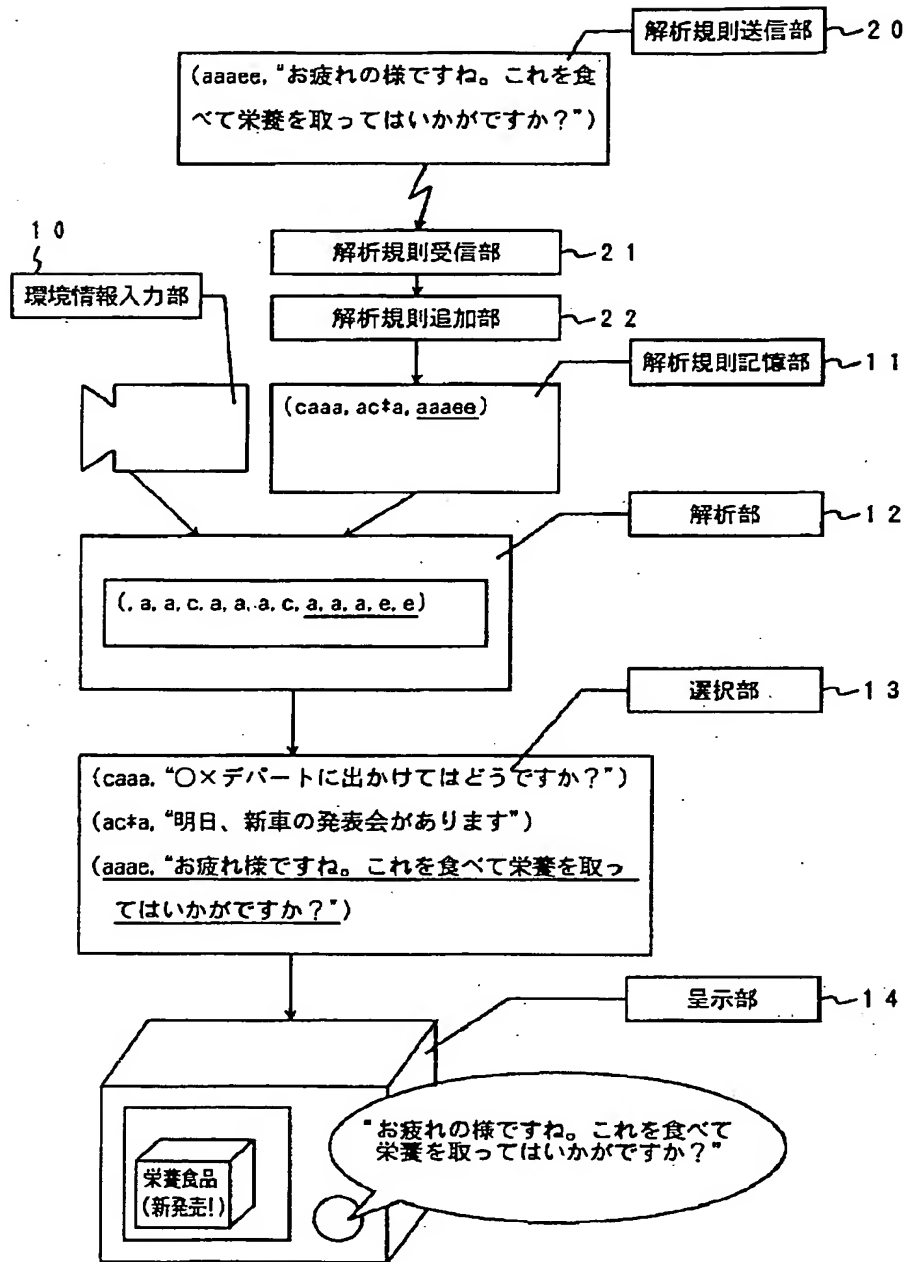 解析規則送信部 20
(aaaee, "お疲れの様ですね。これを食
べて栄養を取ってはいかがですか?")
10
解析規則受信部 21
環境情報入力部
解析規則追加部 22
解析規則記憶部 11
(caaa, ac*a, aaaee)
解析部 12
(, a, a, c, a, a, a, c, a, a, a, e, e)
選択部 13
(caaa, "〇×デパートに出かけてはどうですか?")
(ac*a, "明日、新車の発表会があります")
(aaae, "お疲れ様ですね。これを食べて栄養を取っ
てはいかがですか?")
呈示部 14
"お疲れの様ですね。これを食べて
栄養を取ってはいかがですか?"
栄養食品
(新発売!)